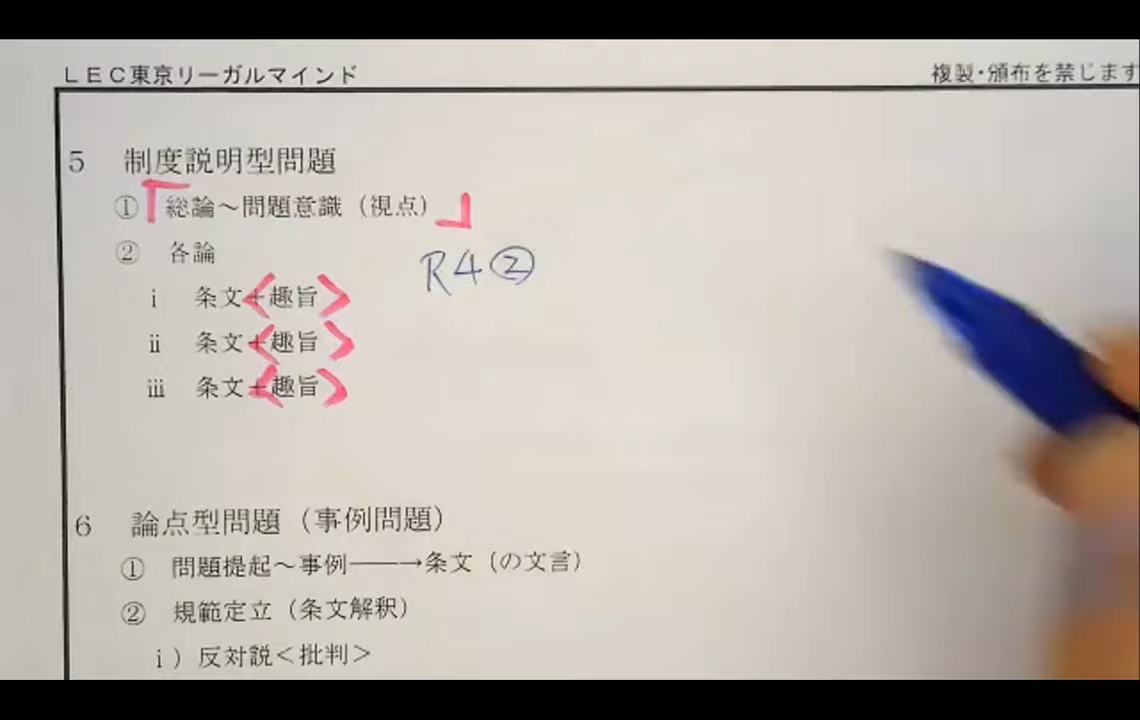 LEC東京リーガルマインド
複製・頒布を禁じます
5 制度説明型問題
① 「総論~問題意識(視点)」
② 各論
R4②
ⅰ 条文+<趣旨>
ⅱ 条文+<趣旨>
ⅲ 条文+<趣旨>
6 論点型問題(事例問題)
① 問題提起~事例──→条文(の文言)
② 規範定立(条文解釈)
ⅰ)反対説<批判>